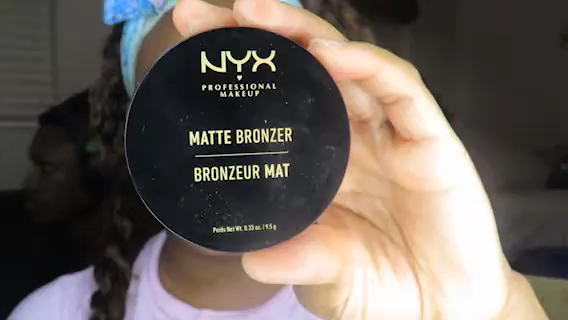 NYX
PROFESSIONAL
MAKEUP
MATTE BRONZER
BRONZEUR MAT
Poids Net Wt. 0.33 oz. / 9.5 g